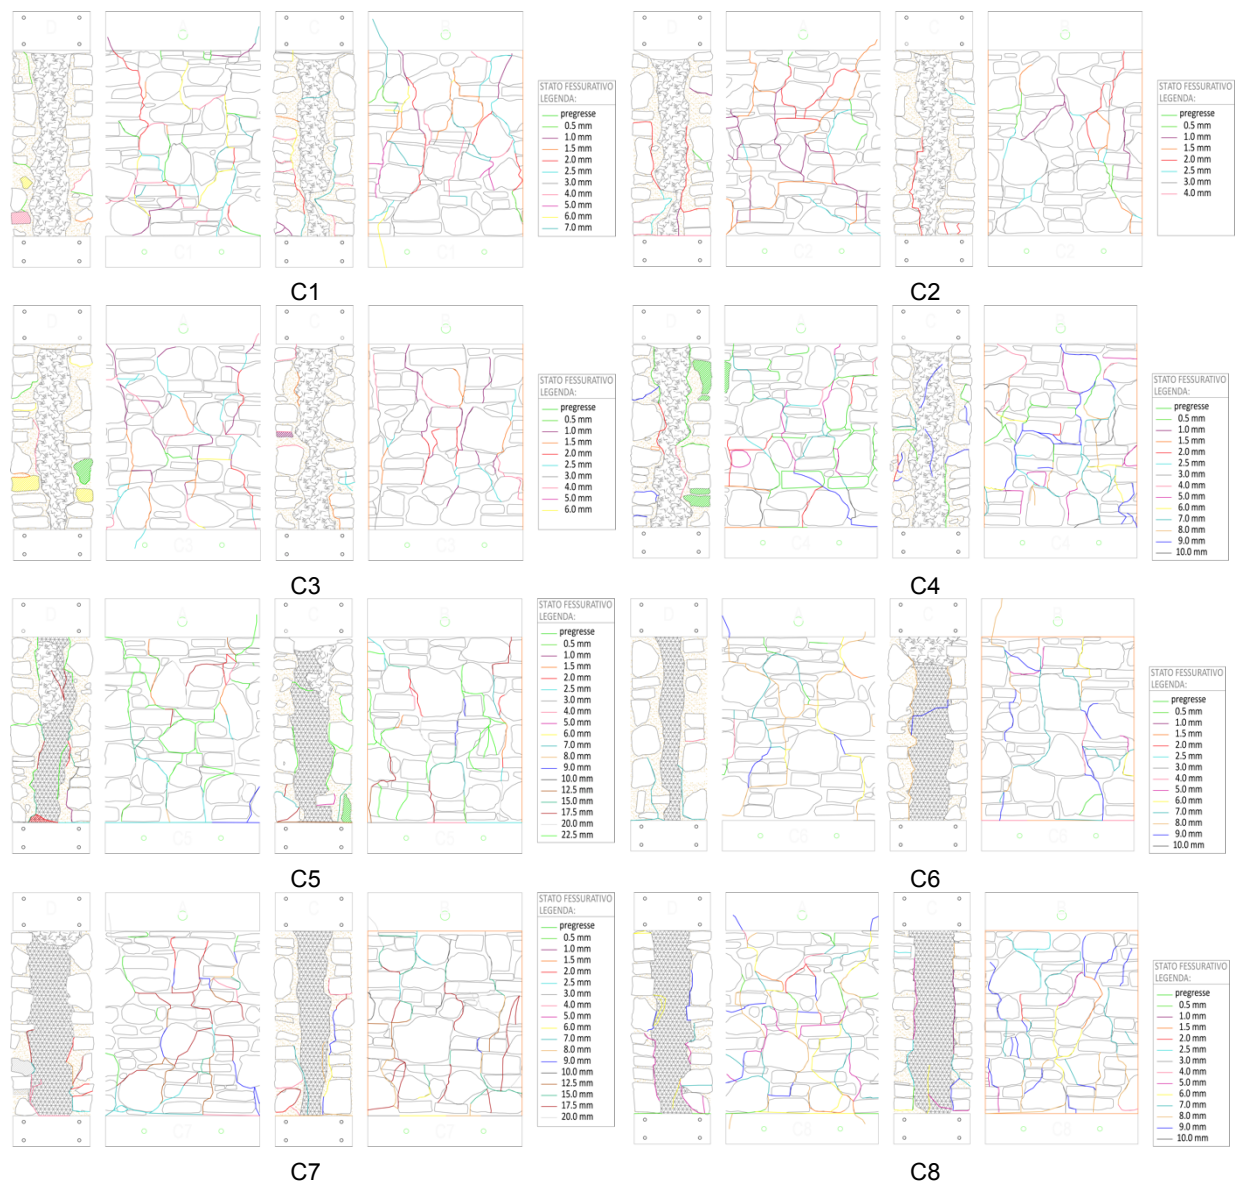 D
A
C
B
C1
C1
STATO FESSURATIVO
LEGENDA:
pregresse
0.5 mm
1.0 mm
1.5 mm
2.0 mm
2.5 mm
3.0 mm
4.0 mm
5.0 mm
6.0 mm
7.0 mm
C1
D
A
C
B
C2
C2
STATO FESSURATIVO
LEGENDA:
pregresse
0.5 mm
1.0 mm
1.5 mm
2.0 mm
2.5 mm
3.0 mm
4.0 mm
C2
D
A
C
B
C3
C3
STATO FESSURATIVO
LEGENDA:
pregresse
0.5 mm
1.0 mm
1.5 mm
2.0 mm
2.5 mm
3.0 mm
4.0 mm
5.0 mm
6.0 mm
C3
D
A
C
B
C4
C4
STATO FESSURATIVO
LEGENDA:
pregresse
0.5 mm
1.0 mm
1.5 mm
2.0 mm
2.5 mm
3.0 mm
4.0 mm
5.0 mm
6.0 mm
7.0 mm
8.0 mm
9.0 mm
10.0 mm
C4
D
A
C
B
C5
C5
STATO FESSURATIVO
LEGENDA:
pregresse
0.5 mm
1.0 mm
1.5 mm
2.0 mm
2.5 mm
3.0 mm
4.0 mm
5.0 mm
6.0 mm
7.0 mm
8.0 mm
9.0 mm
10.0 mm
12.5 mm
15.0 mm
17.5 mm
20.0 mm
22.5 mm
C5
D
A
C
B
C6
C6
STATO FESSURATIVO
LEGENDA:
pregresse
0.5 mm
1.0 mm
1.5 mm
2.0 mm
2.5 mm
3.0 mm
4.0 mm
5.0 mm
6.0 mm
7.0 mm
8.0 mm
9.0 mm
10.0 mm
C6
D
A
C
B
C7
C7
STATO FESSURATIVO
LEGENDA:
pregresse
0.5 mm
1.0 mm
1.5 mm
2.0 mm
2.5 mm
3.0 mm
4.0 mm
5.0 mm
6.0 mm
7.0 mm
8.0 mm
9.0 mm
10.0 mm
12.5 mm
15.0 mm
17.5 mm
20.0 mm
C7
D
A
C
B
C8
C8
STATO FESSURATIVO
LEGENDA:
pregresse
0.5 mm
1.0 mm
1.5 mm
2.0 mm
2.5 mm
3.0 mm
4.0 mm
5.0 mm
6.0 mm
7.0 mm
8.0 mm
9.0 mm
10.0 mm
C8